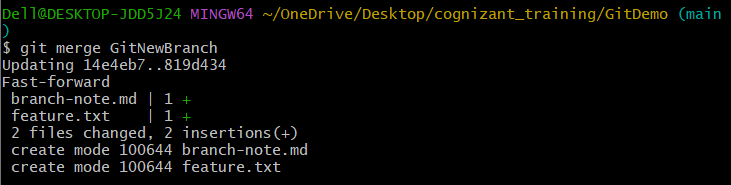 Dell@DESKTOP-JDD5J24 MINGW64 ~/OneDrive/Desktop/cognizant_training/GitDemo (main
)
$ git merge GitNewBranch
Updating 14e4eb7..819d434
Fast-forward
 branch-note.md | 1 +
 feature.txt    | 1 +
 2 files changed, 2 insertions(+)
 create mode 100644 branch-note.md
 create mode 100644 feature.txt